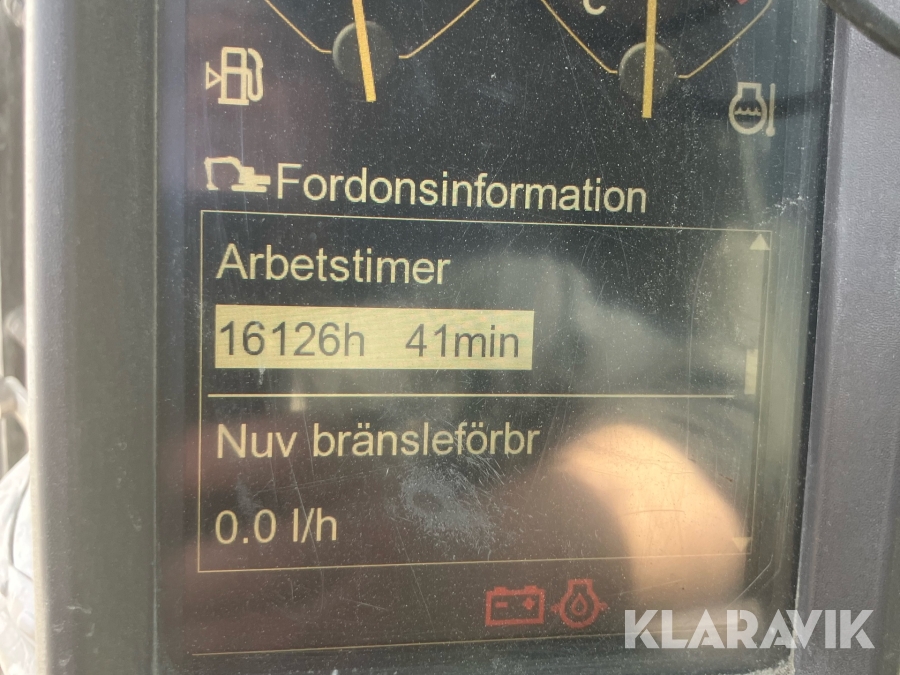 C
Fordonsinformation
Arbetstimer
16126h 41min
Nuv bränsleförbr
0.0 l/h
KLARAVIK